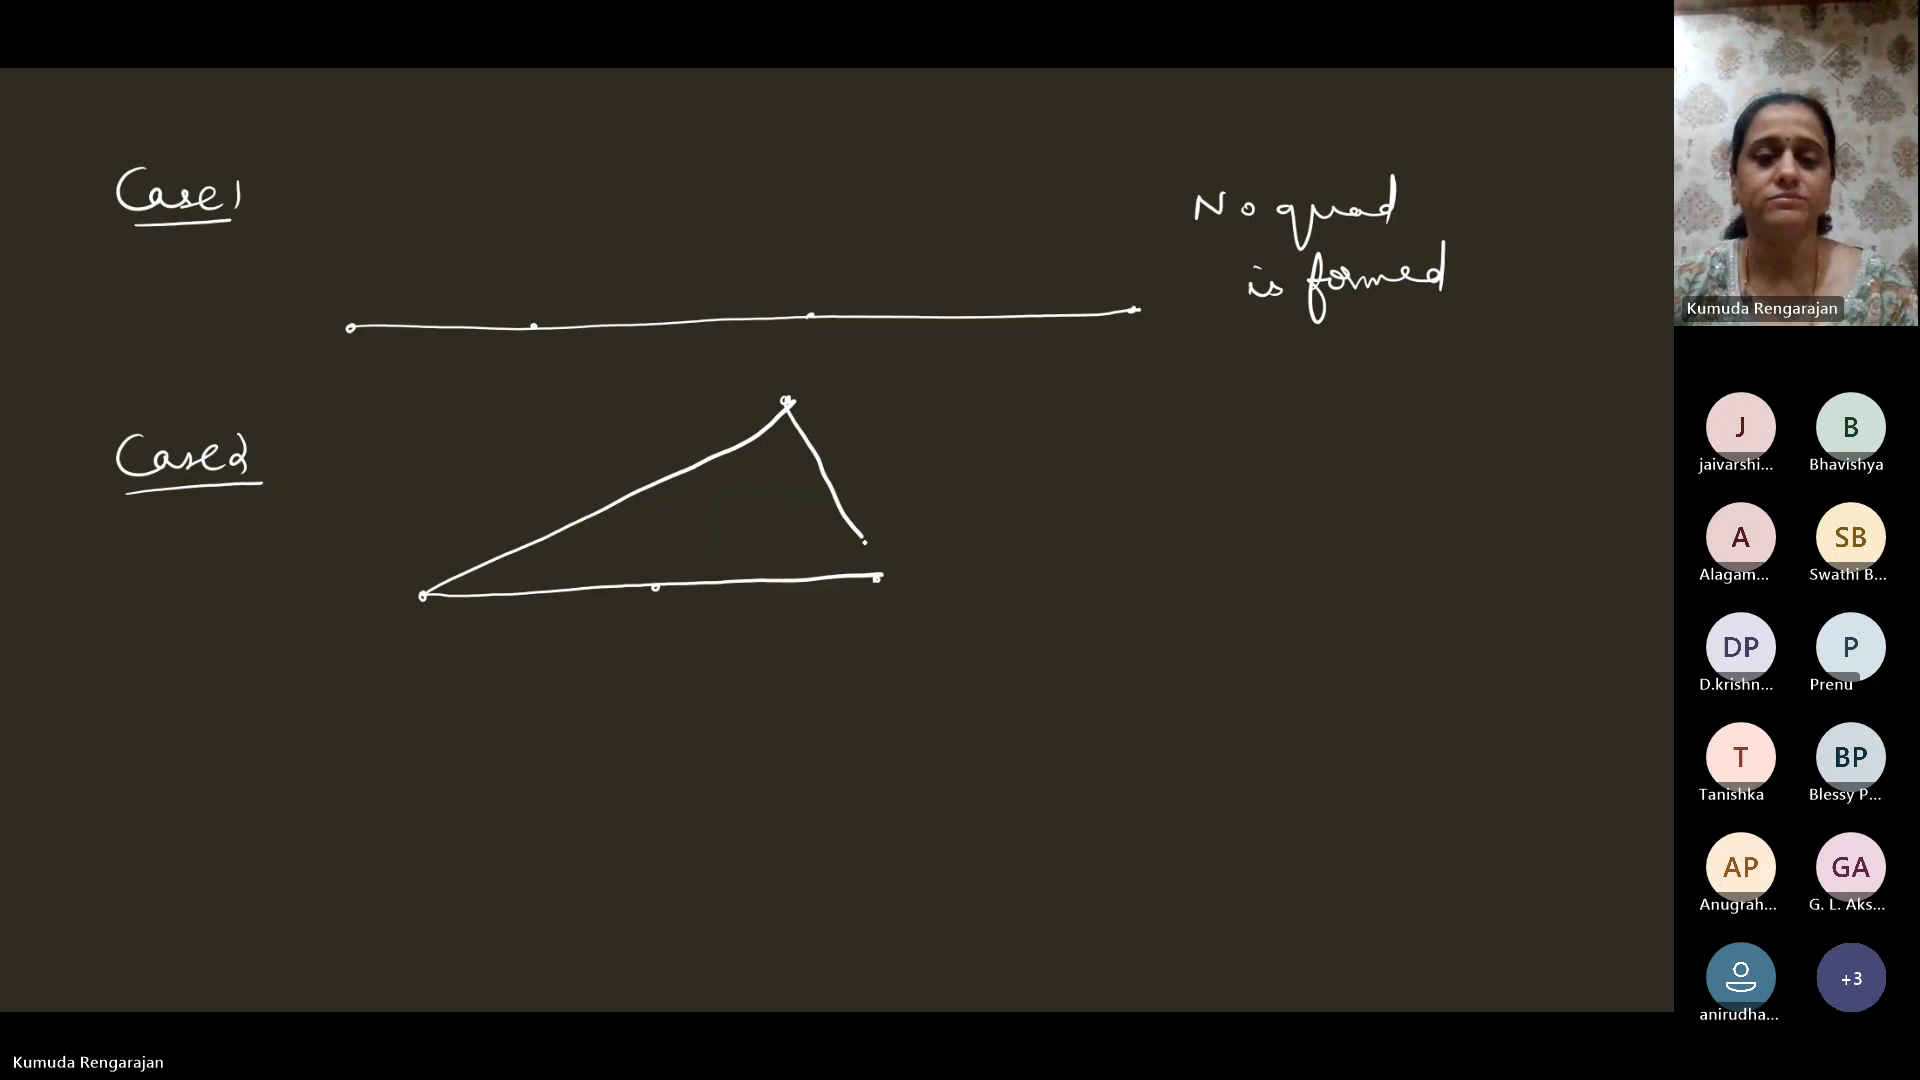 Case 1
No quad
is formed
Case 2
Kumuda Rengarajan
J
jaivarshi...
B
Bhavishya
A
Alagam...
SB
Swathi B...
DP
D.krishn...
P
Prenu
T
Tanishka
BP
Blessy P...
AP
Anugrah...
GA
G. L. Aks...
anirudha...
+3
Kumuda Rengarajan